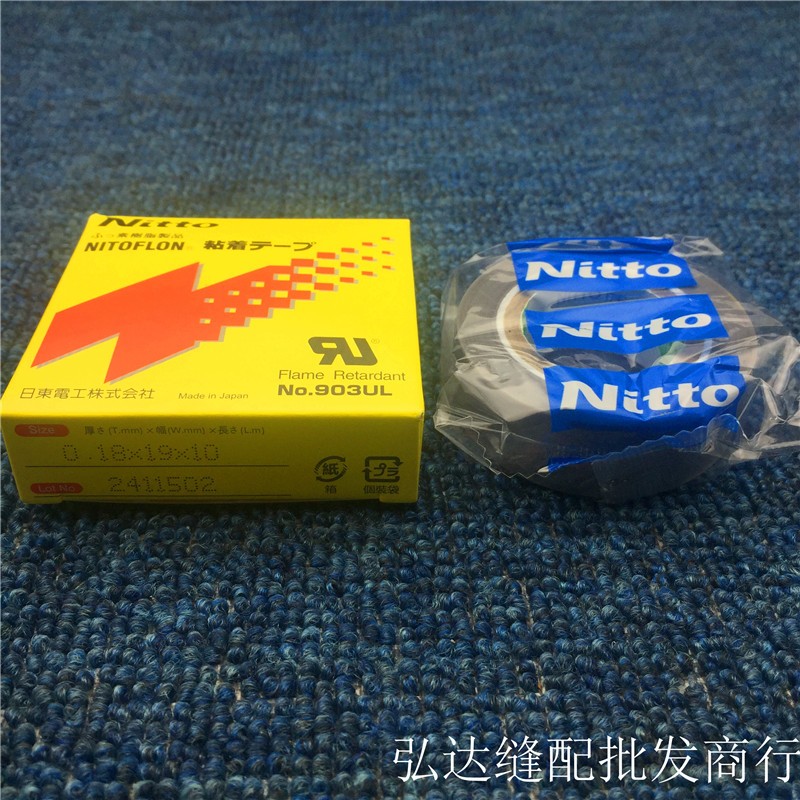 Nitto
ふっ素樹脂製品
NITOFLON® 粘着テープ
RU
Flame Retardant
No.903UL
日東電工株式会社
Made in Japan
Size
厚さ(T.mm)×幅(W.mm)×長さ(L.m)
0.18×19×10
Lot No.
2411502
紙
箱
プラ
個装袋
Nitto
Nitto
Nitto
弘达缝配批发商行